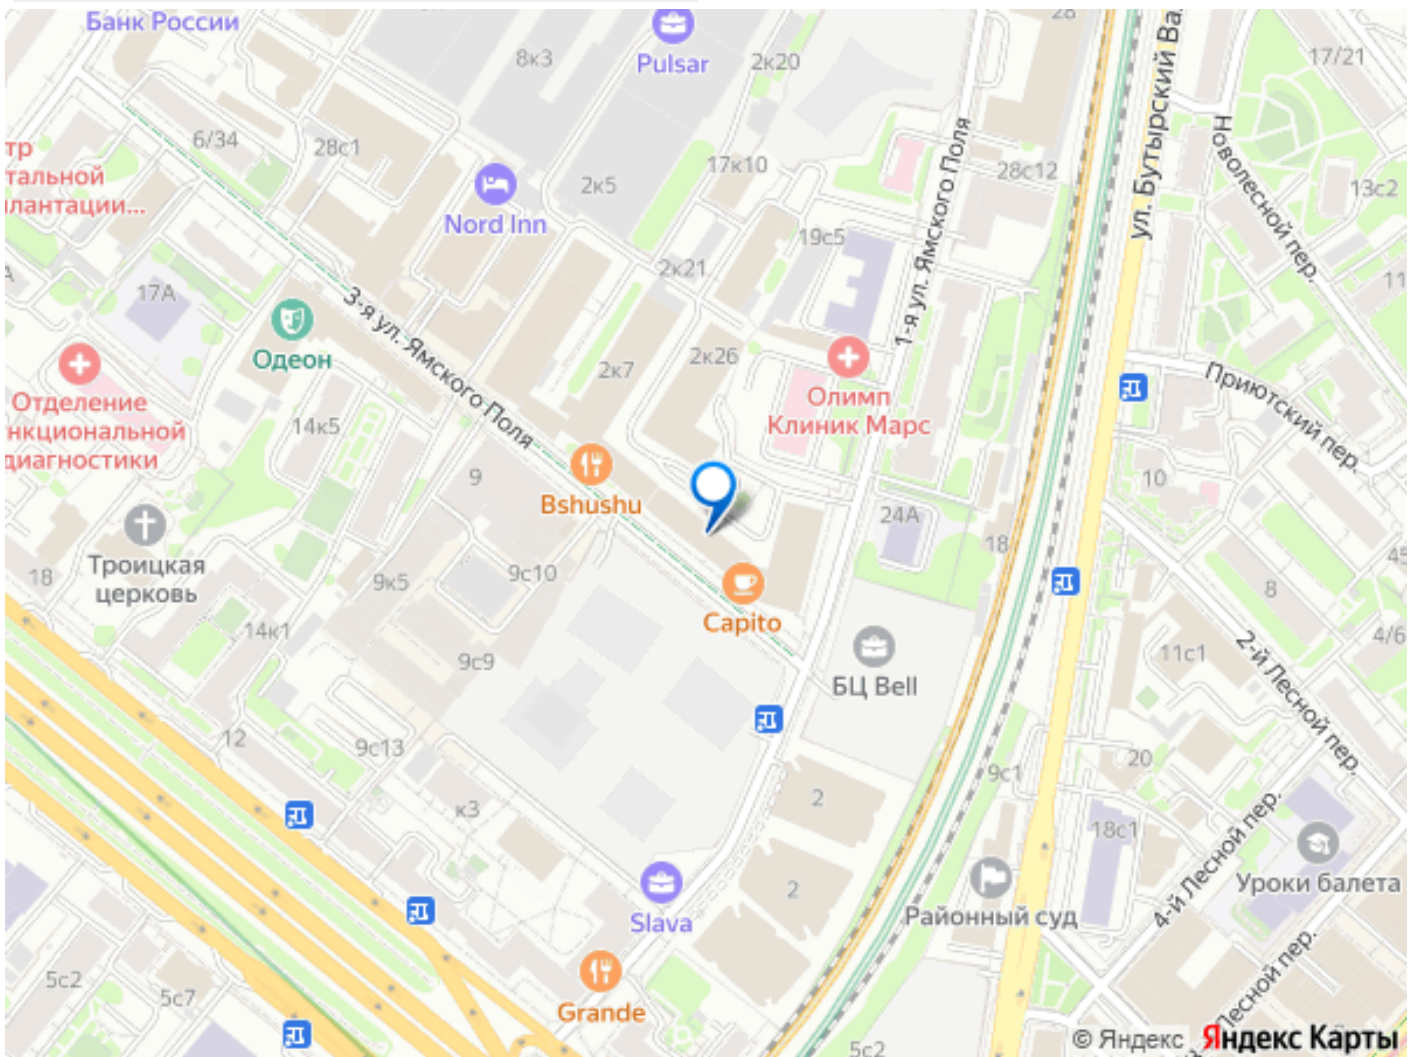 Банк России
Pulsar
8к3
2к20
28
17/21
ул. Бутырский Ва
6/34
28с1
тр
тальной
плантации...
Nord Inn
2к5
17к10
28с12
Новолесной пер.
13с2
19с5
1-я ул. Ямского Поля
2к21
17А
3-я ул. Ямского Поля
11
Одеон
2к7
2к26
Олимп
Клиник Марс
Приютский пер.
Отделение
нкциональной
диагностики
14к5
9
Bshushu
10
24А
18
Троицкая
церковь
18
9к5
9с10
45
8
Capito
4/6
14к1
9с9
БЦ Bell
11с1
2-й Лесной пер.
12
9с13
9с1
20
к3
2
18с1
2
4-й Лесной пер.
Уроки балета
Районный суд
Slava
5с2
5с7
Grande
Лесной пер.
5с2
© Яндекс Яндекс Карты